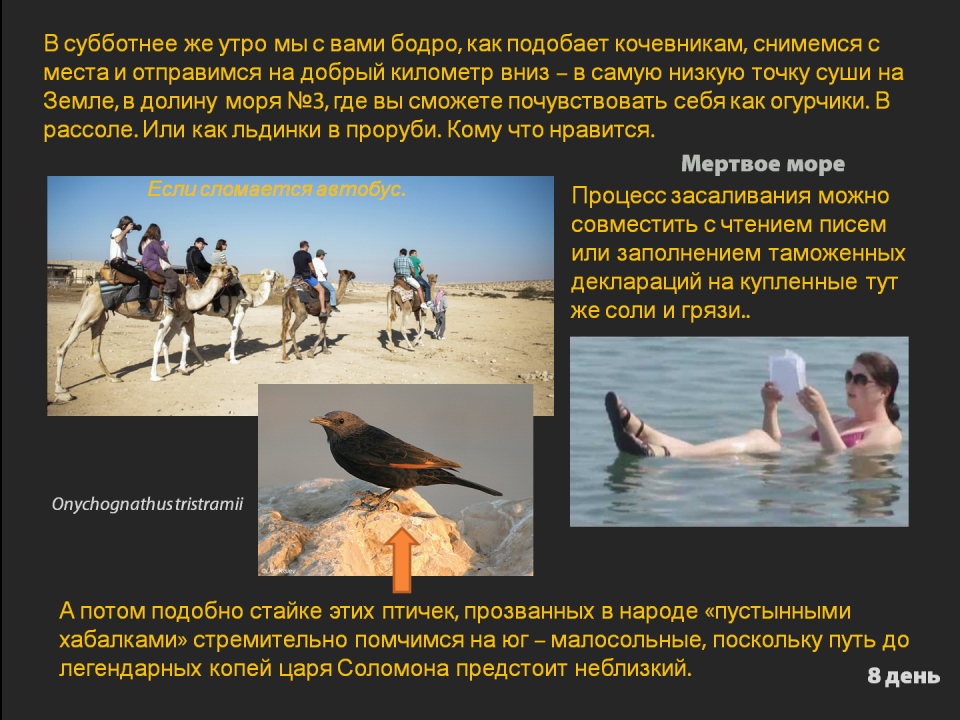 В субботнее же утро мы с вами бодро, как подобает кочевникам, снимемся с
места и отправимся на добрый километр вниз – в самую низкую точку суши на
Земле, в долину моря №3, где вы сможете почувствовать себя как огурчики. В
рассоле. Или как льдинки в проруби. Кому что нравится.
Мертвое море
Если сломается автобус.
Процесс засаливания можно
совместить с чтением писем
или заполнением таможенных
деклараций на купленные тут
же соли и грязи..
Onychognathus tristramii
А потом подобно стайке этих птичек, прозванных в народе «пустынными
хабалками» стремительно помчимся на юг – малосольные, поскольку путь до
легендарных копей царя Соломона предстоит неблизкий.
8 день